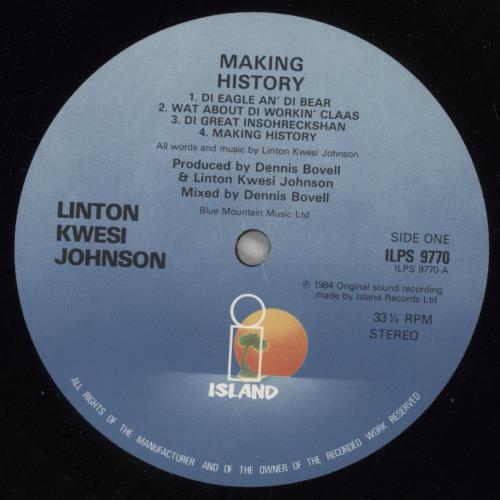 MAKING
HISTORY
1. DI EAGLE AN' DI BEAR
2. WAT ABOUT DI WORKIN' CLAAS
3. DI GREAT INSOHRECKSHAN
4. MAKING HISTORY
All words and music by Linton Kwesi Johnson
Produced by Dennis Bovell
& Linton Kwesi Johnson
Mixed by Dennis Bovell
Blue Mountain Music Ltd
LINTON
KWESI
JOHNSON
SIDE ONE
ILPS 9770
ILPS 9770-A
℗ 1984 Original sound recording
made by Island Records Ltd
33⅓ RPM
STEREO
i
ISLAND
ALL RIGHTS OF THE MANUFACTURER AND OF THE OWNER OF THE RECORDED WORK RESERVED